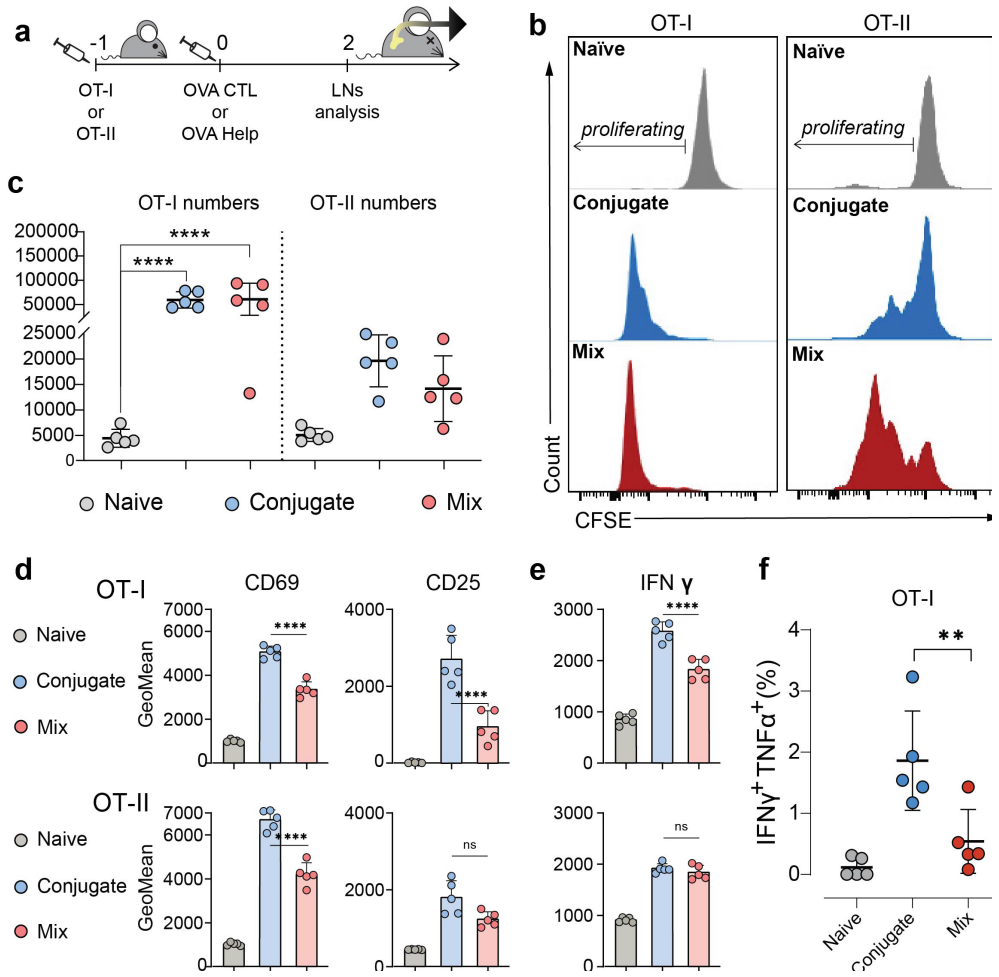 a
-1
0
2
OT-I
or
OT-II
OVA CTL
or
OVA Help
LNs
analysis
b
OT-I
OT-II
Naïve
Naïve
proliferating
proliferating
Conjugate
Conjugate
Mix
Mix
Count
CFSE
c
OT-I numbers
OT-II numbers
200000
150000
100000
50000
25000
20000
15000
10000
5000
0
****
****
Naive
Conjugate
Mix
d
OT-I
Naive
Conjugate
Mix
CD69
GeoMean
7000
6000
4000
2000
0
****
CD25
4000
2000
0
****
OT-II
Naive
Conjugate
Mix
GeoMean
7000
6000
4000
2000
0
****
4000
2000
0
ns
e
IFN γ
3000
2000
1000
0
****
3000
2000
1000
0
ns
f
OT-I
IFNγ+ TNFα+(%)
4
3
2
1
0
**
Naive
Conjugate
Mix